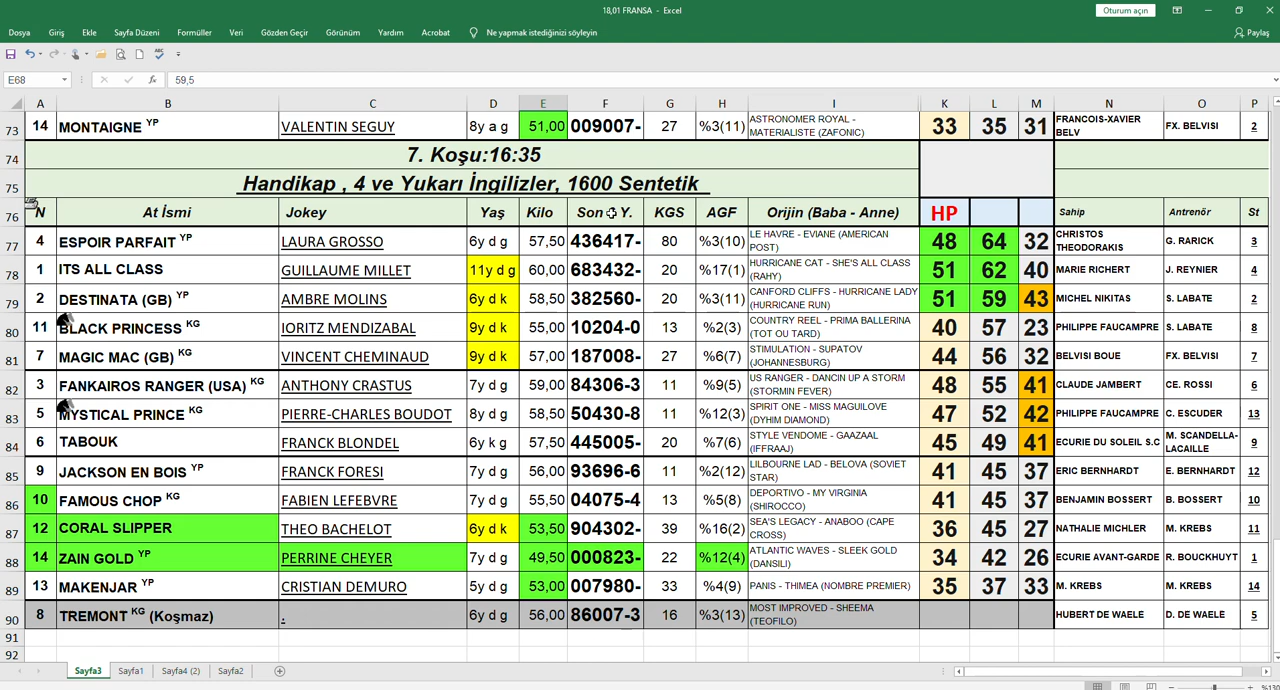 18,01 FRANSA - Excel
Oturum açın
Dosya Giriş Ekle Sayfa Düzeni Formüller Veri Gözden Geçir Görünüm Yardım Acrobat Ne yapmak istediğinizi söyleyin Paylaş
E68 fx 59,5
A B C D E F G H I K L M N O P
73 14 MONTAIGNE YP VALENTIN SEGUY 8y a g 51,00 009007- 27 %3(11) ASTRONOMER ROYAL - MATERIALISTE (ZAFONIC) 33 35 31 FRANCOIS-XAVIER BELV FX. BELVISI 2
74 7. Koşu:16:35
75 Handikap , 4 ve Yukarı İngilizler, 1600 Sentetik
76 N At İsmi Jokey Yaş Kilo Son Y. KGS AGF Orijin (Baba - Anne) HP Sahip Antrenör St
77 4 ESPOIR PARFAIT YP LAURA GROSSO 6y d g 57,50 436417- 80 %3(10) LE HAVRE - EVIANE (AMERICAN POST) 48 64 32 CHRISTOS THEODORAKIS G. RARICK 3
78 1 ITS ALL CLASS GUILLAUME MILLET 11y d g 60,00 683432- 20 %17(1) HURRICANE CAT - SHE'S ALL CLASS (RAHY) 51 62 40 MARIE RICHERT J. REYNIER 4
79 2 DESTINATA (GB) YP AMBRE MOLINS 6y d k 58,50 382560- 20 %3(11) CANFORD CLIFFS - HURRICANE LADY (HURRICANE RUN) 51 59 43 MICHEL NIKITAS S. LABATE 2
80 11 BLACK PRINCESS KG IORITZ MENDIZABAL 9y d k 55,00 10204-0 13 %2(3) COUNTRY REEL - PRIMA BALLERINA (TOT OU TARD) 40 57 23 PHILIPPE FAUCAMPRE S. LABATE 8
81 7 MAGIC MAC (GB) KG VINCENT CHEMINAUD 9y d k 57,00 187008- 27 %6(7) STIMULATION - SUPATOV (JOHANNESBURG) 44 56 32 BELVISI BOUE FX. BELVISI 7
82 3 FANKAIROS RANGER (USA) KG ANTHONY CRASTUS 7y d g 59,00 84306-3 11 %9(5) US RANGER - DANCIN UP A STORM (STORMIN FEVER) 48 55 41 CLAUDE JAMBERT CE. ROSSI 6
83 5 MYSTICAL PRINCE KG PIERRE-CHARLES BOUDOT 8y d g 58,50 50430-8 11 %12(3) SPIRIT ONE - MISS MAGUILOVE (DYHIM DIAMOND) 47 52 42 PHILIPPE FAUCAMPRE C. ESCUDER 13
84 6 TABOUK FRANCK BLONDEL 6y k g 57,50 445005- 20 %7(6) STYLE VENDOME - GAAZAAL (IFFRAAJ) 45 49 41 ECURIE DU SOLEIL S.C M. SCANDELLA-LACAILLE 9
85 9 JACKSON EN BOIS YP FRANCK FORESI 7y d g 56,00 93696-6 11 %2(12) LILBOURNE LAD - BELOVA (SOVIET STAR) 41 45 37 ERIC BERNHARDT E. BERNHARDT 12
86 10 FAMOUS CHOP KG FABIEN LEFEBVRE 7y d g 55,50 04075-4 13 %5(8) DEPORTIVO - MY VIRGINIA (SHIROCCO) 41 45 37 BENJAMIN BOSSERT B. BOSSERT 10
87 12 CORAL SLIPPER THEO BACHELOT 6y d k 53,50 904302- 39 %16(2) SEA'S LEGACY - ANABOO (CAPE CROSS) 36 45 27 NATHALIE MICHLER M. KREBS 11
88 14 ZAIN GOLD YP PERRINE CHEYER 7y d g 49,50 000823- 22 %12(4) ATLANTIC WAVES - SLEEK GOLD (DANSILI) 34 42 26 ECURIE AVANT-GARDE R. BOUCKHUYT 1
89 13 MAKENJAR YP CRISTIAN DEMURO 5y d g 53,00 007980- 33 %4(9) PANIS - THIMEA (NOMBRE PREMIER) 35 37 33 M. KREBS M. KREBS 14
90 8 TREMONT KG (Koşmaz) . 6y d g 56,00 86007-3 16 %3(13) MOST IMPROVED - SHEEMA (TEOFILO) HUBERT DE WAELE D. DE WAELE 5
91
92
Sayfa3 Sayfa1 Sayfa4 (2) Sayfa2
%130